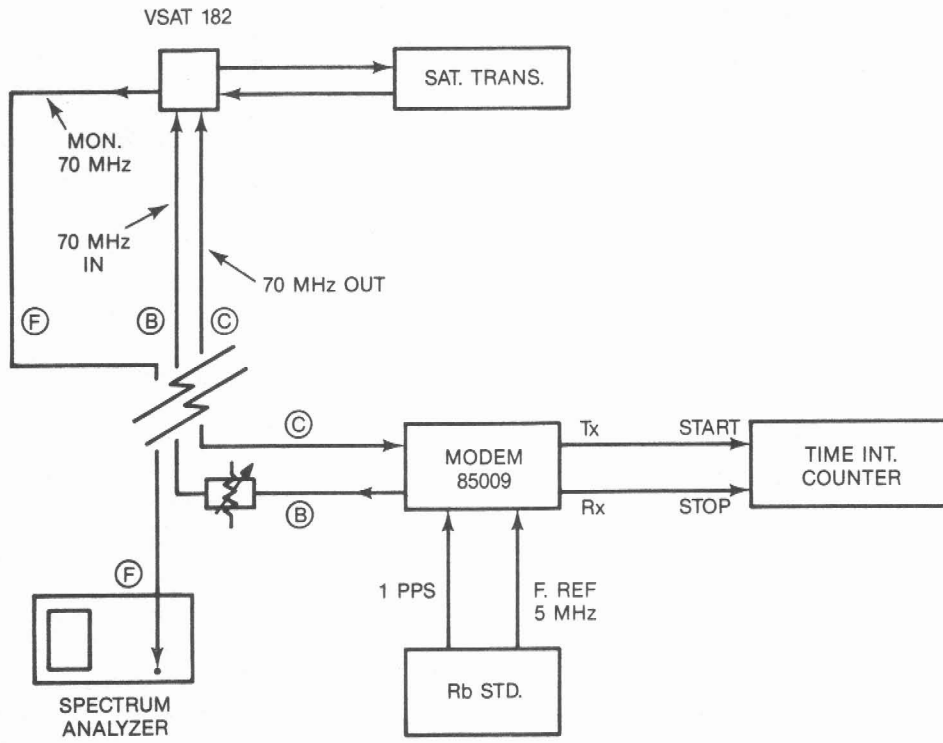 VSAT 182
SAT. TRANS.
MON.
70 MHz
70 MHz
IN
70 MHz OUT
F
B
C
C
B
F
MODEM
85009
Tx
START
Rx
STOP
TIME INT.
COUNTER
1 PPS
F. REF
5 MHz
Rb STD.
SPECTRUM
ANALYZER